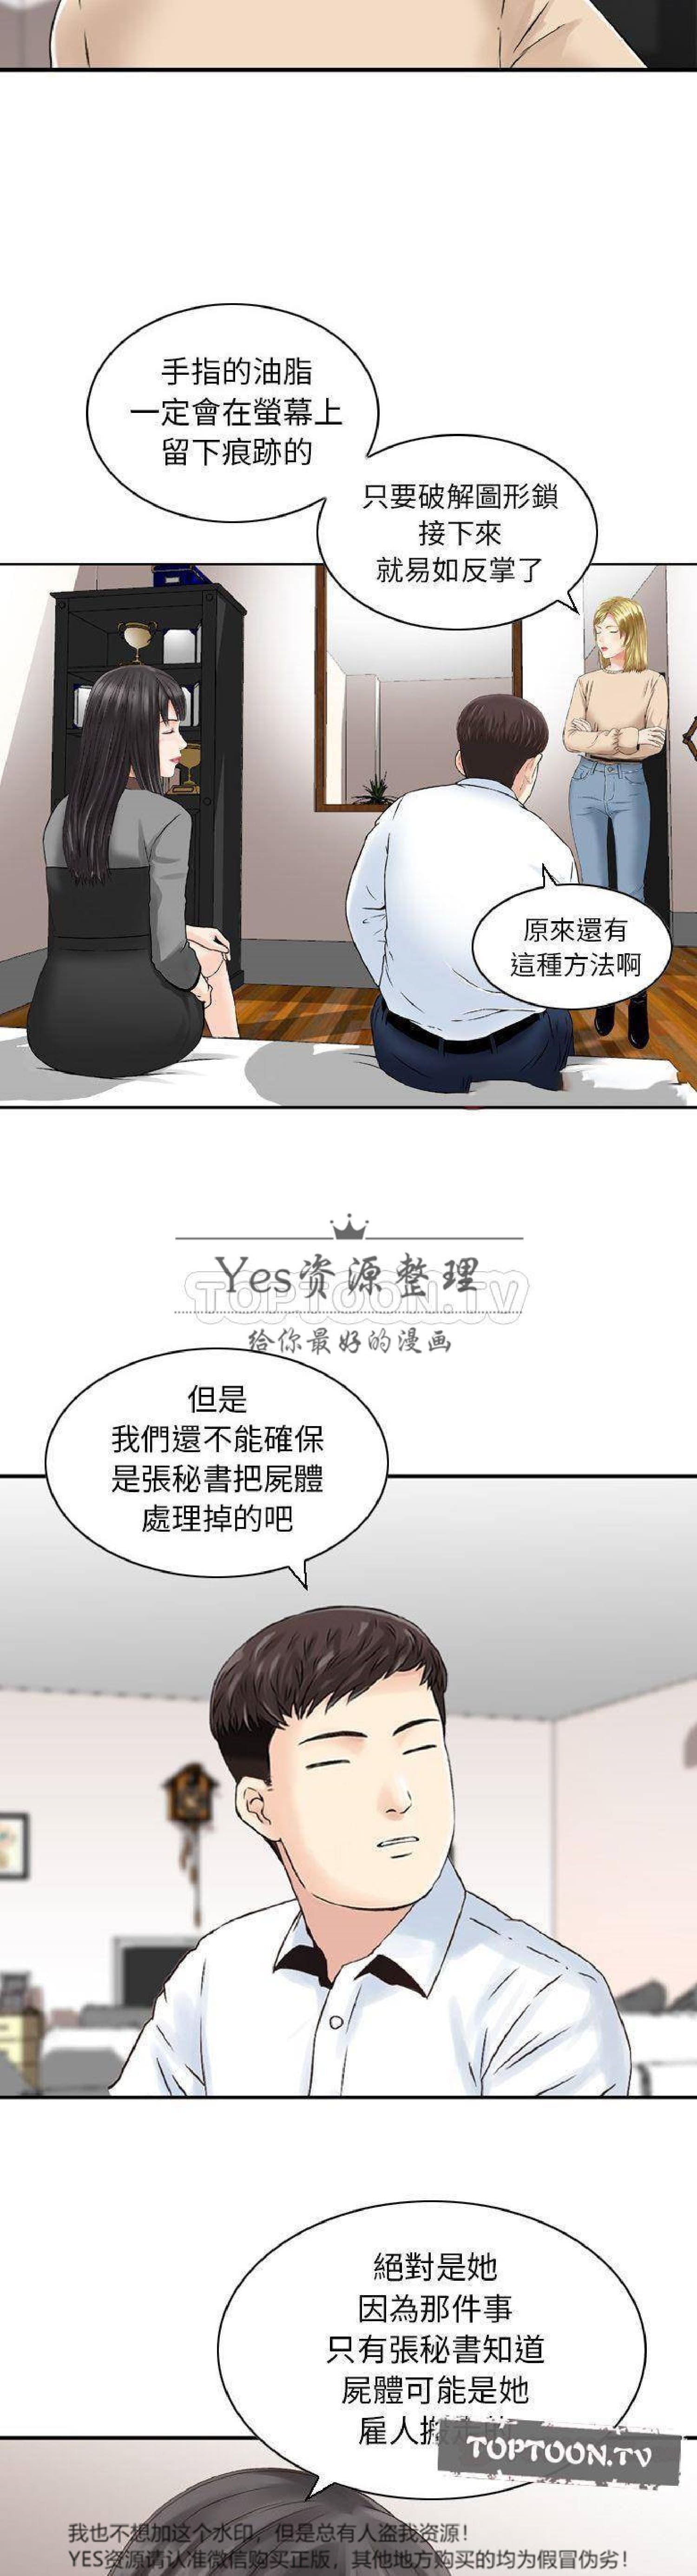 手指的油脂
一定會在螢幕上
留下痕跡的
只要破解圖形鎖
接下來
就易如反掌了
原來還有
這種方法啊
Yes资源整理
TOPTOON.TV
给你最好的漫画
但是
我們還不能確保
是張秘書把屍體
處理掉的吧
絕對是她
因為那件事
只有張秘書知道
屍體可能是她
雇人搬走的
TOPTOON.TV
我也不想加这个水印，但是总有人盗我资源！
YES资源请认准微信购买正版，其他地方购买的均为假冒伪劣！